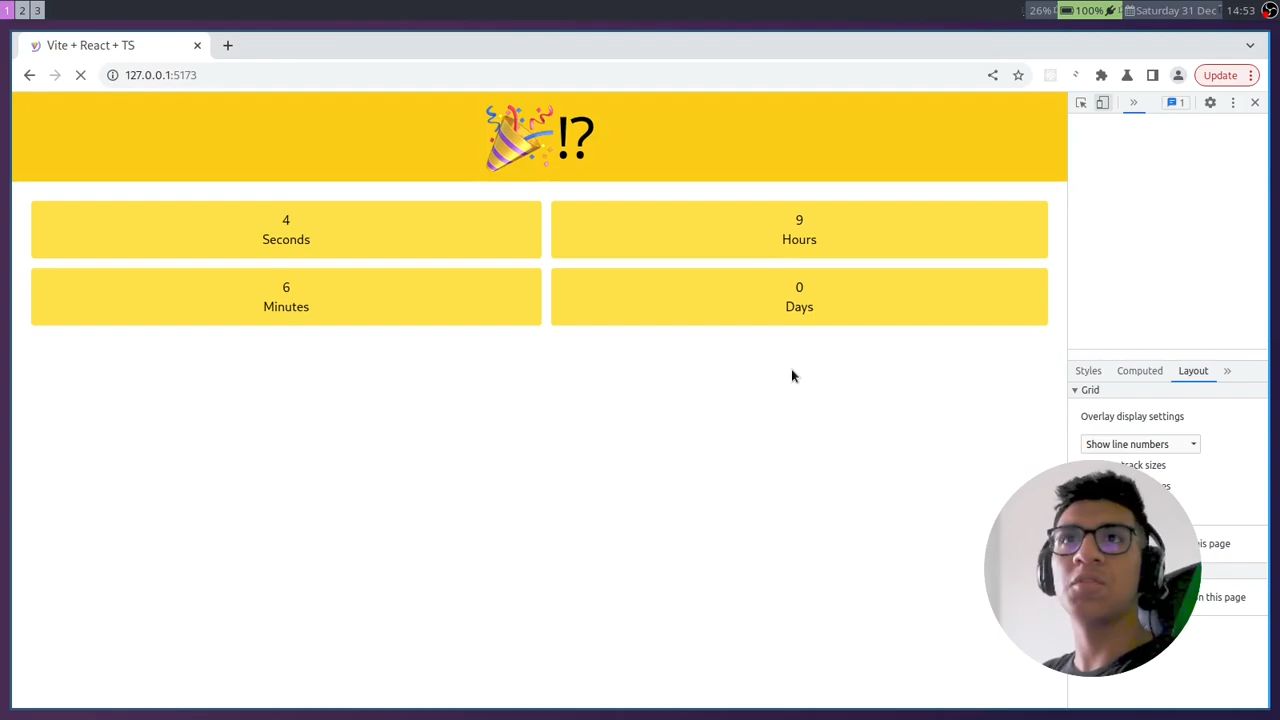 1 2 3
26% 100% Saturday 31 Dec 14:53
Vite + React + TS
127.0.0.1:5173
Update
!?
1
4
Seconds
9
Hours
6
Minutes
0
Days
Styles Computed Layout
Grid
Overlay display settings
Show line numbers
track sizes
his page
n this page